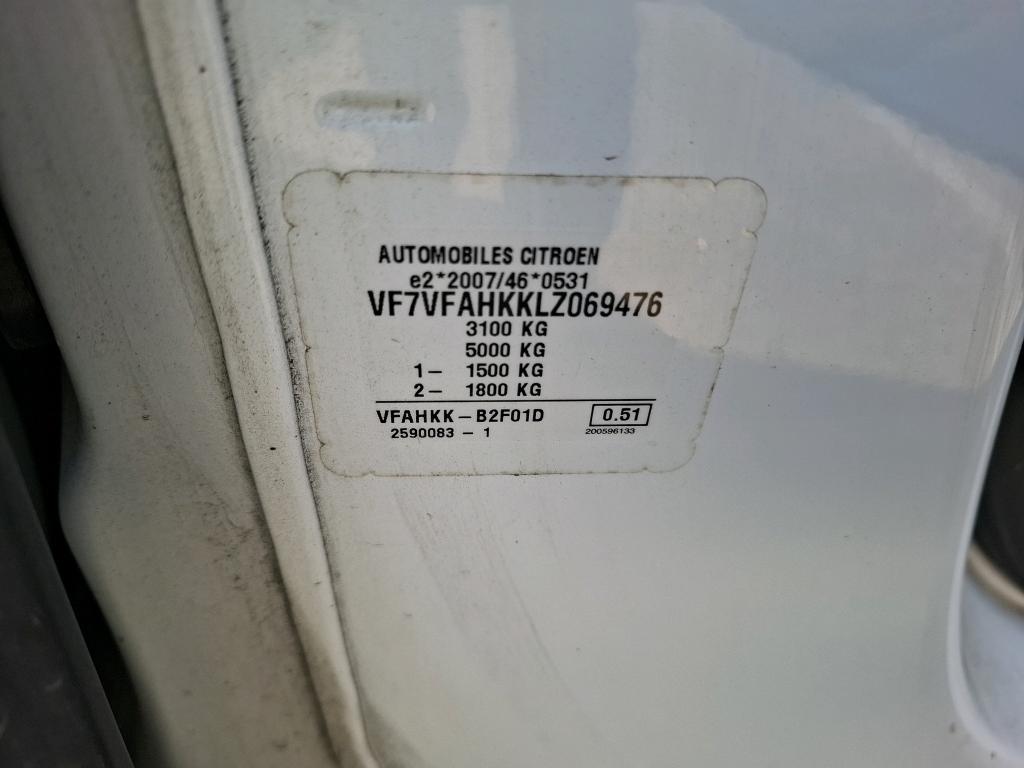 AUTOMOBILES CITROEN
e2*2007/46*0531
VF7VFAHKKLZ069476
3100 KG
5000 KG
1- 1500 KG
2- 1800 KG
VFAHKK-B2F01D 0.51
2590083 - 1 200596133